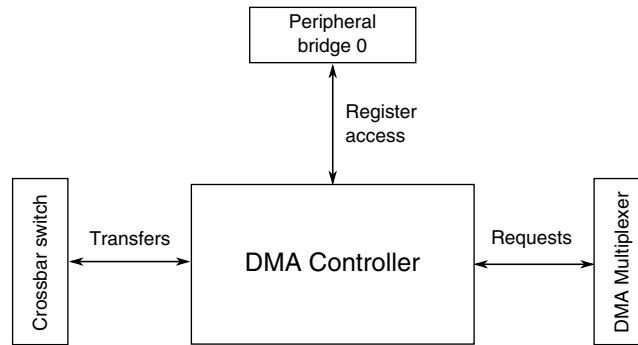 Peripheral
bridge 0
Register
access
Crossbar switch
Transfers
DMA Controller
Requests
DMA Multiplexer